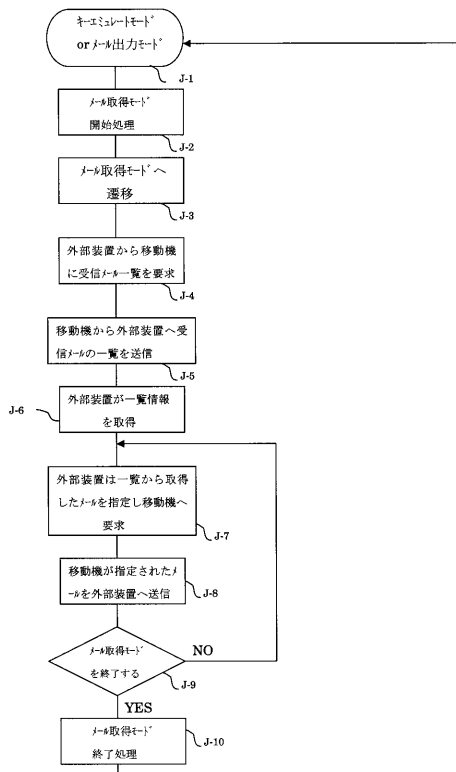 キーエミュレートモード
or メール出力モード
J-1
メール取得モード
開始処理
J-2
メール取得モードへ
遷移
J-3
外部装置から移動機
に受信メール一覧を要求
J-4
移動機から外部装置へ受
信メールの一覧を送信
J-5
外部装置が一覧情報
を取得
J-6
外部装置は一覧から取得
したメールを指定し移動機へ
要求
J-7
移動機が指定されたメ
ールを外部装置へ送信
J-8
メール取得モード
を終了する
NO
J-9
YES
メール取得モード
終了処理
J-10